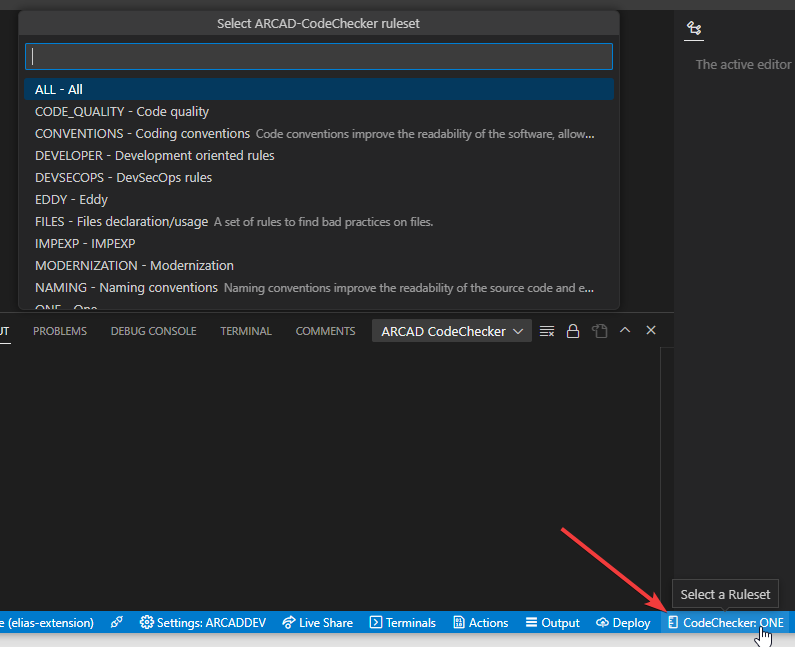 Select ARCAD-CodeChecker ruleset
The active editor
ALL - All
CODE_QUALITY - Code quality
CONVENTIONS - Coding conventions Code conventions improve the readability of the software, allow...
DEVELOPER - Development oriented rules
DEVSECOPS - DevSecOps rules
EDDY - Eddy
FILES - Files declaration/usage A set of rules to find bad practices on files.
IMPEXP - IMPEXP
MODERNIZATION - Modernization
NAMING - Naming conventions Naming conventions improve the readability of the source code and e...
ONE - One
UT PROBLEMS DEBUG CONSOLE TERMINAL COMMENTS ARCAD CodeChecker
Select a Ruleset
e (elias-extension) Settings: ARCADDEV Live Share Terminals Actions Output Deploy CodeChecker: ONE